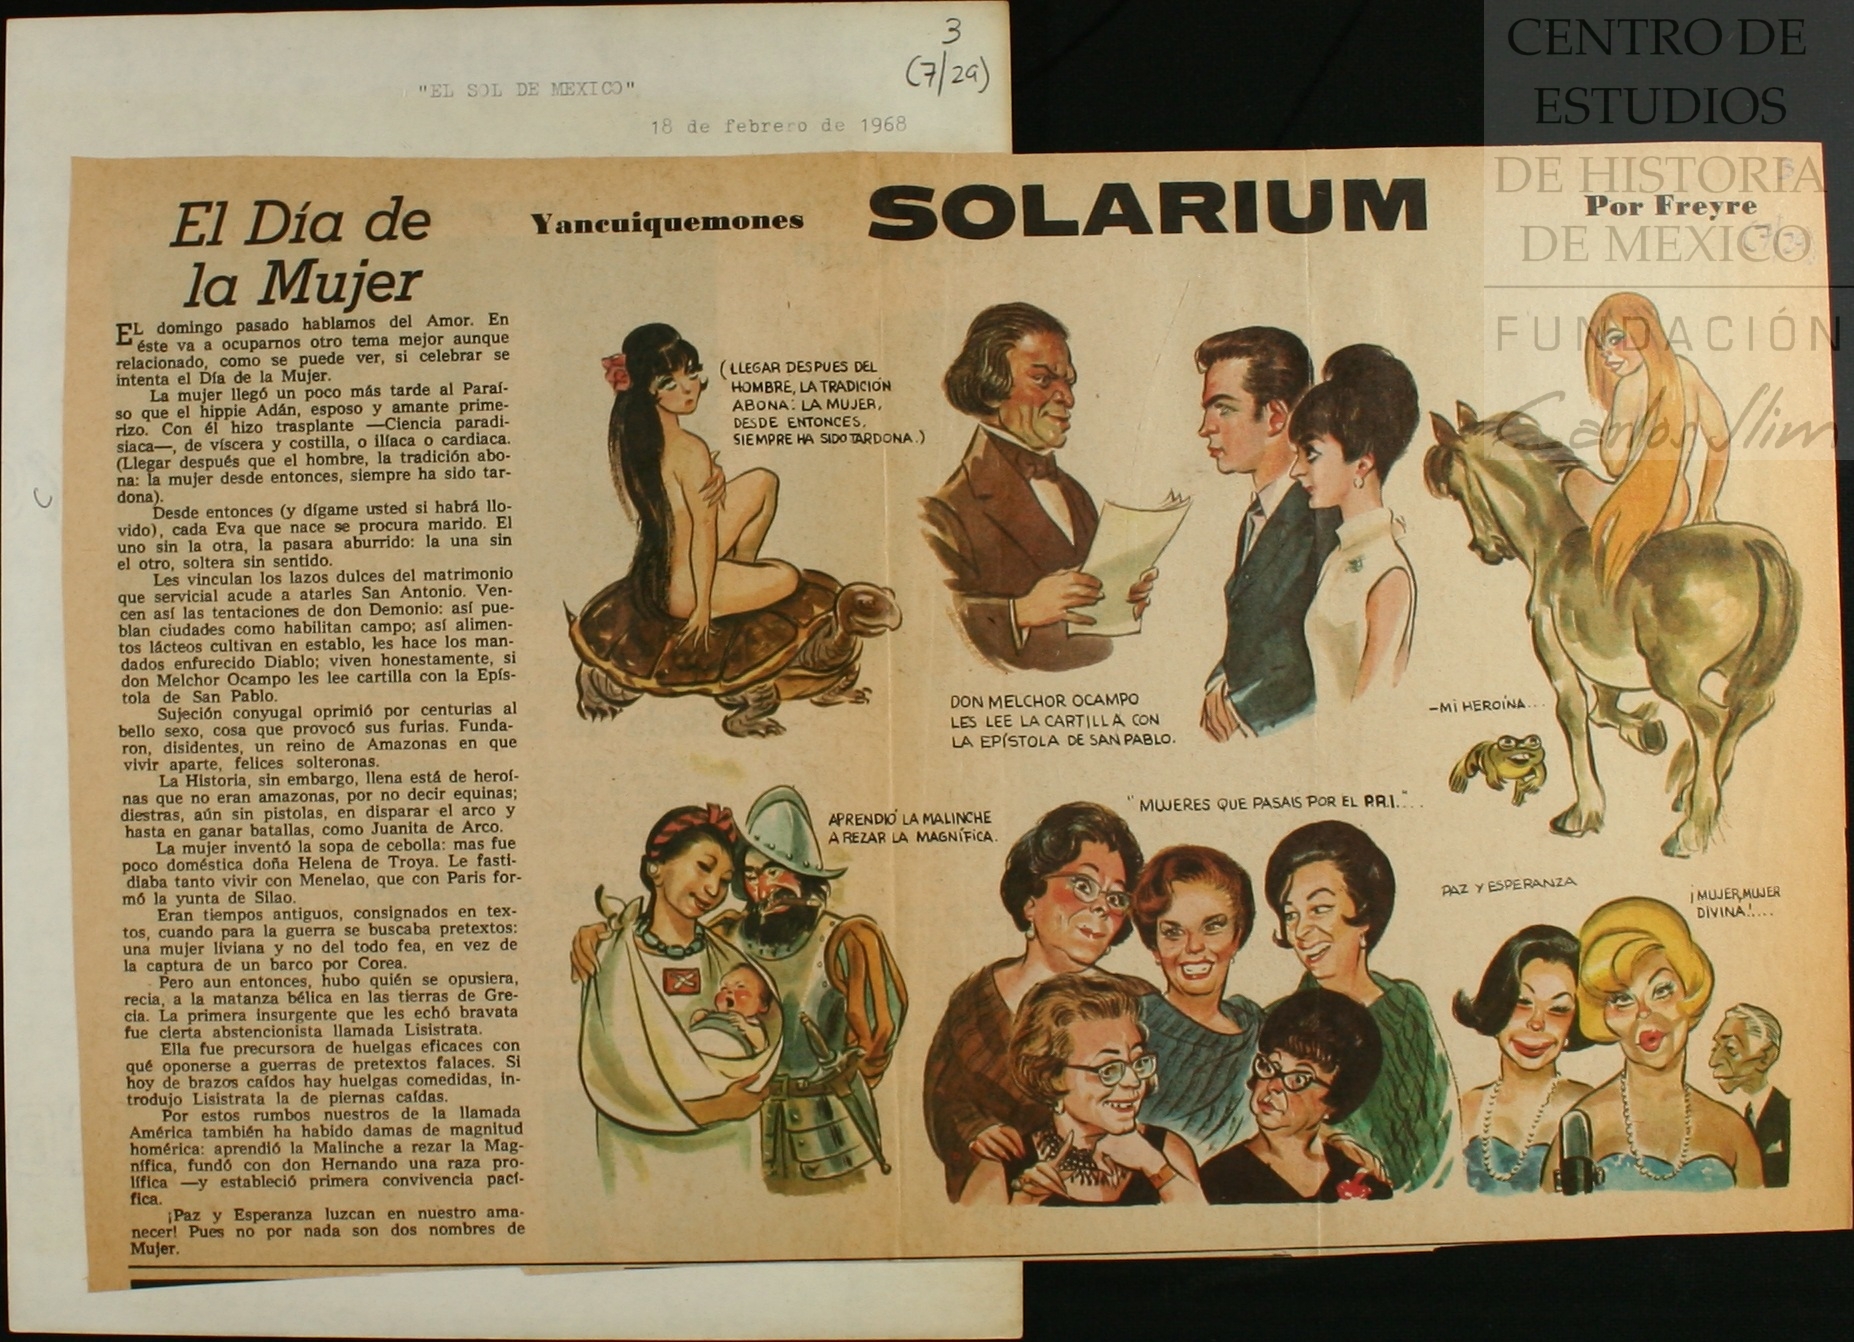 3
(7/29)
"EL SOL DE MEXICO"
18 de febrero de 1968
CENTRO DE
ESTUDIOS
DE HISTORIA
DE MEXICO
FUNDACIÓN
Carlos Slim
El Día de
la Mujer
Yancuiquemones
SOLARIUM
Por Freyre
EL domingo pasado hablamos del Amor. En
éste va a ocuparnos otro tema mejor aunque
relacionado, como se puede ver, si celebrar se
intenta el Día de la Mujer.
La mujer llegó un poco más tarde al Paraí-
so que el hippie Adán, esposo y amante prime-
rizo. Con él hizo trasplante —Ciencia paradi-
siaca—, de víscera y costilla, o ilíaca o cardiaca.
(Llegar después que el hombre, la tradición abo-
na: la mujer desde entonces, siempre ha sido tar-
dona).
Desde entonces (y dígame usted si habrá llo-
vido), cada Eva que nace se procura marido. El
uno sin la otra, la pasara aburrido: la una sin
el otro, soltera sin sentido.
Les vinculan los lazos dulces del matrimonio
que servicial acude a atarles San Antonio. Ven-
cen así las tentaciones de don Demonio: así pue-
blan ciudades como habilitan campo; así alimen-
tos lácteos cultivan en establo, les hace los man-
dados enfurecido Diablo; viven honestamente, si
don Melchor Ocampo les lee cartilla con la Epís-
tola de San Pablo.
Sujeción conyugal oprimió por centurias al
bello sexo, cosa que provocó sus furias. Funda-
ron, disidentes, un reino de Amazonas en que
vivir aparte, felices solteronas.
La Historia, sin embargo, llena está de heroí-
nas que no eran amazonas, por no decir equinas;
diestras, aún sin pistolas, en disparar el arco y
hasta en ganar batallas, como Juanita de Arco.
La mujer inventó la sopa de cebolla: mas fue
poco doméstica doña Helena de Troya. Le fasti-
diaba tanto vivir con Menelao, que con Paris for-
mó la yunta de Silao.
Eran tiempos antiguos, consignados en tex-
tos, cuando para la guerra se buscaba pretextos:
una mujer liviana y no del todo fea, en vez de
la captura de un barco por Corea.
Pero aun entonces, hubo quién se opusiera,
recia, a la matanza bélica en las tierras de Gre-
cia. La primera insurgente que les echó bravata
fue cierta abstencionista llamada Lisistrata.
Ella fue precursora de huelgas eficaces con
qué oponerse a guerras de pretextos falaces. Si
hoy de brazos caídos hay huelgas comedidas, in-
trodujo Lisistrata la de piernas caídas.
Por estos rumbos nuestros de la llamada
América también ha habido damas de magnitud
homérica: aprendió la Malinche a rezar la Mag-
nífica, fundó con don Hernando una raza pro-
lífica —y estableció primera convivencia pací-
fica.
¡Paz y Esperanza luzcan en nuestro ama-
necer! Pues no por nada son dos nombres de
Mujer.
(LLEGAR DESPUES DEL
HOMBRE, LA TRADICIÓN
ABONA: LA MUJER,
DESDE ENTONCES,
SIEMPRE HA SIDO TARDONA.)
DON MELCHOR OCAMPO
LES LEE LA CARTILLA CON
LA EPÍSTOLA DE SAN PABLO.
-MI HEROÍNA...
APRENDIÓ LA MALINCHE
A REZAR LA MAGNÍFICA.
"MUJERES QUE PASAIS POR EL P.R.I."....
PAZ Y ESPERANZA
¡MUJER, MUJER
DIVINA!....